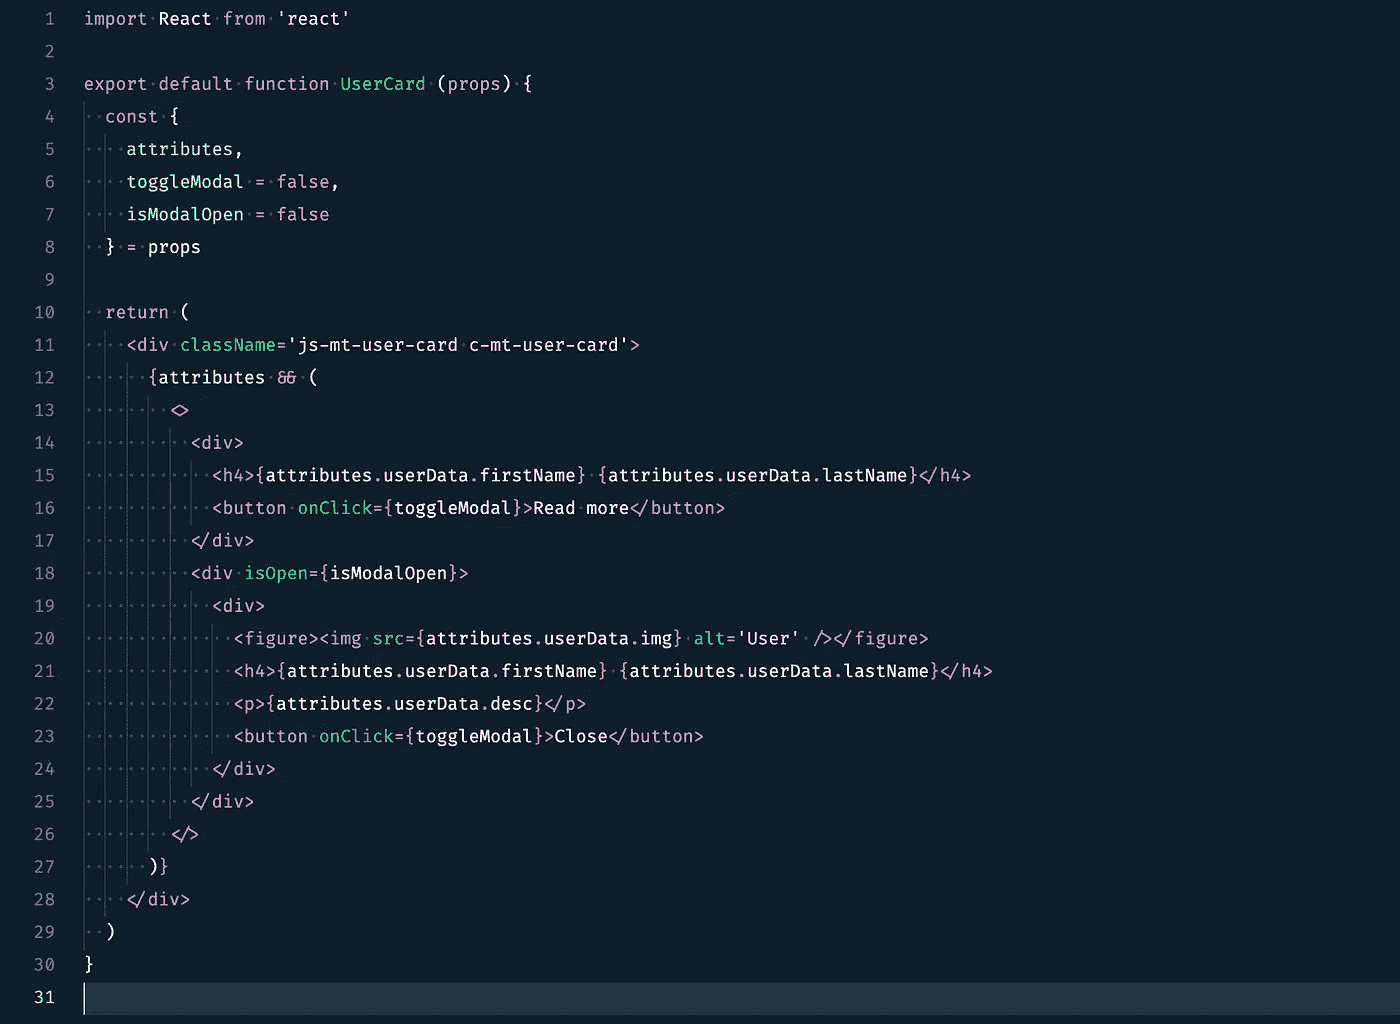 1 import React from 'react'
2
3 export default function UserCard (props) {
4   const {
5     attributes,
6     toggleModal = false,
7     isModalOpen = false
8   } = props
9
10   return (
11     <div className='js-mt-user-card c-mt-user-card'>
12       {attributes && (
13         <>
14           <div>
15             <h4>{attributes.userData.firstName} {attributes.userData.lastName}</h4>
16             <button onClick={toggleModal}>Read more</button>
17           </div>
18           <div isOpen={isModalOpen}>
19             <div>
20               <figure><img src={attributes.userData.img} alt='User' /></figure>
21               <h4>{attributes.userData.firstName} {attributes.userData.lastName}</h4>
22               <p>{attributes.userData.desc}</p>
23               <button onClick={toggleModal}>Close</button>
24             </div>
25           </div>
26         </>
27       )}
28     </div>
29   )
30 }
31